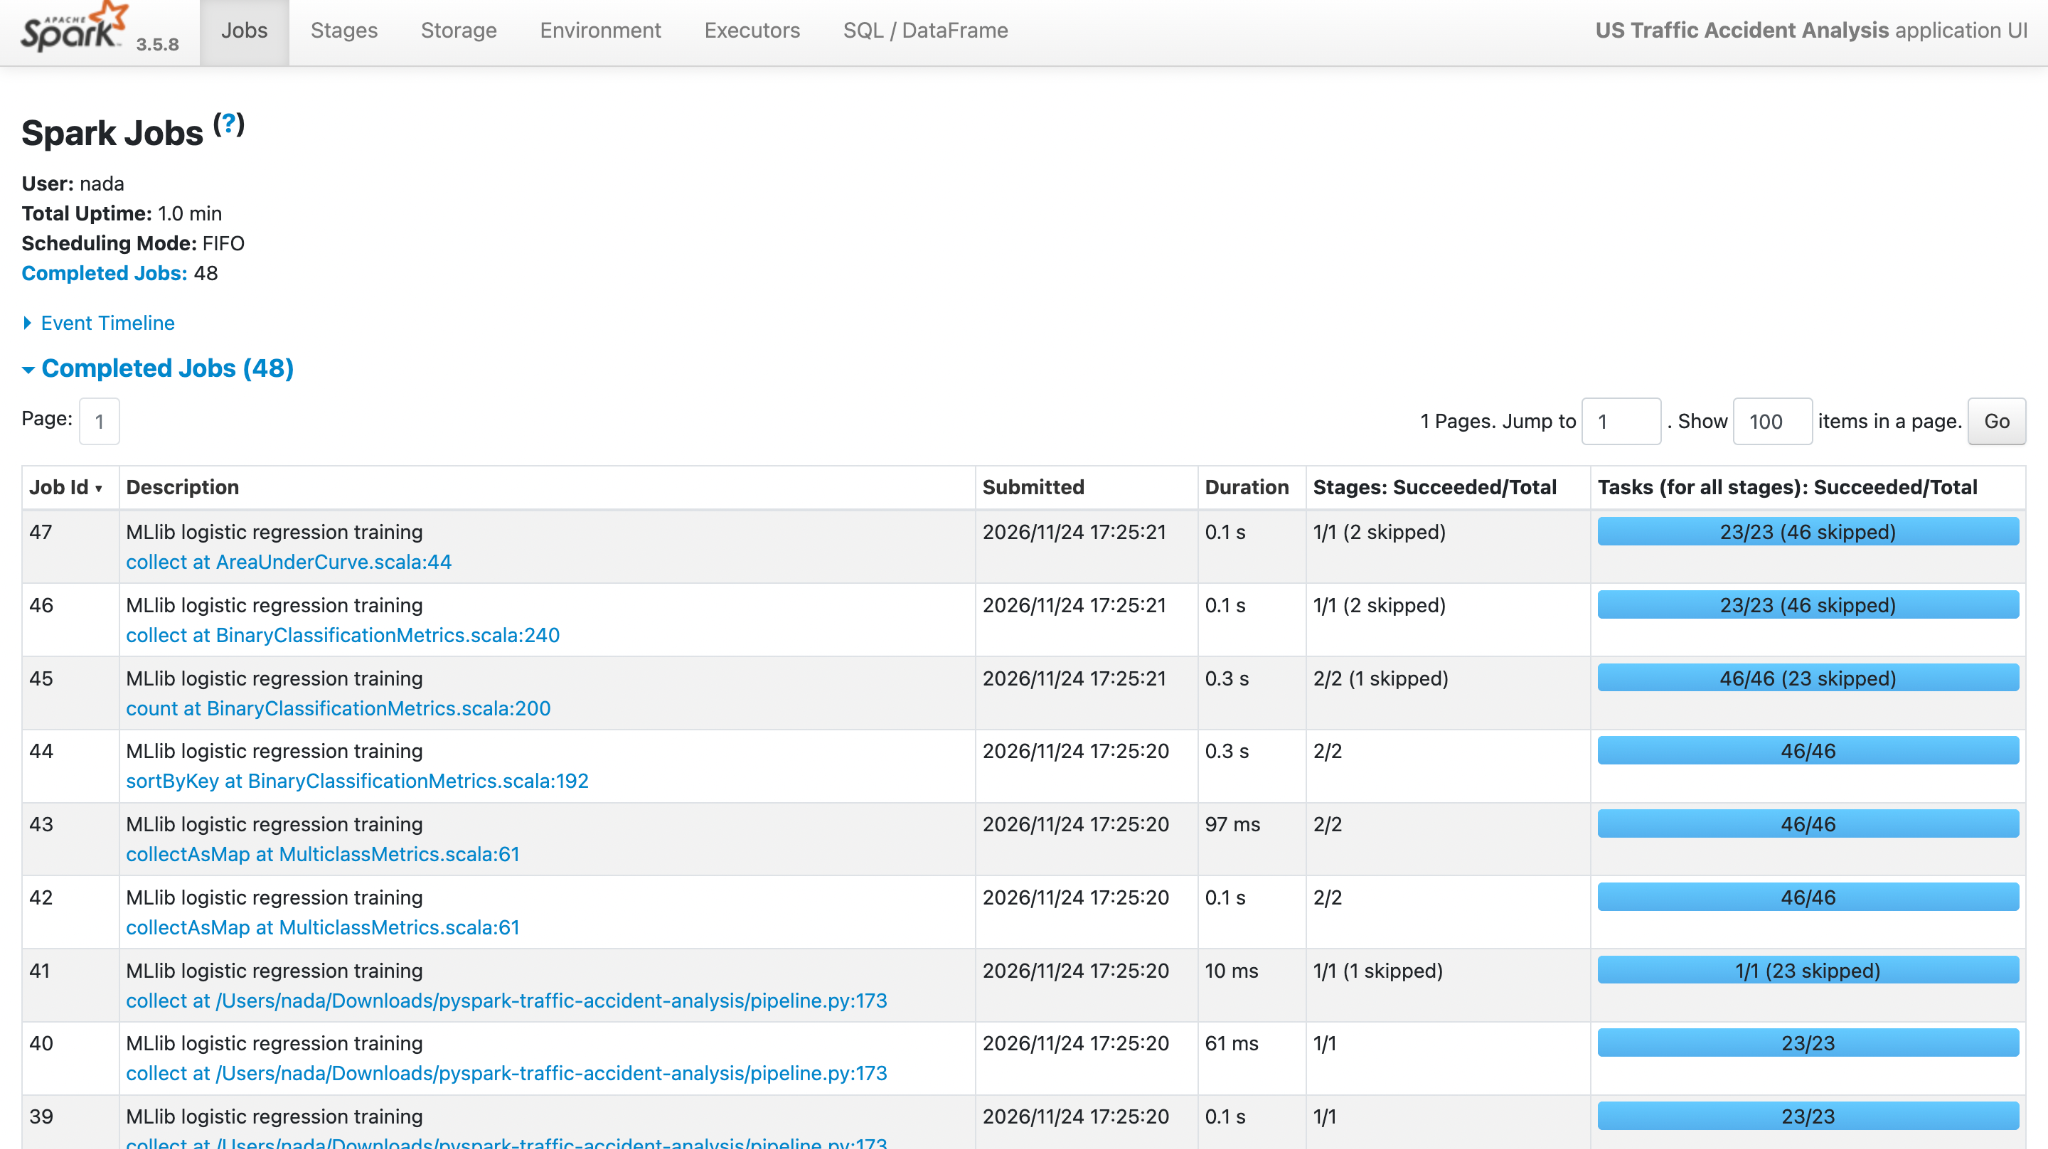 APACHE Spark™ 3.5.8 Jobs Stages Storage Environment Executors SQL / DataFrame US Traffic Accident Analysis application UI
Spark Jobs (?)
User: nada
Total Uptime: 1.0 min
Scheduling Mode: FIFO
Completed Jobs: 48
Event Timeline
Completed Jobs (48)
Page: 1 1 Pages. Jump to 1 . Show 100 items in a page. Go
Job Id ▾ Description Submitted Duration Stages: Succeeded/Total Tasks (for all stages): Succeeded/Total
47 MLlib logistic regression training 2026/11/24 17:25:21 0.1 s 1/1 (2 skipped) 23/23 (46 skipped)
collect at AreaUnderCurve.scala:44
46 MLlib logistic regression training 2026/11/24 17:25:21 0.1 s 1/1 (2 skipped) 23/23 (46 skipped)
collect at BinaryClassificationMetrics.scala:240
45 MLlib logistic regression training 2026/11/24 17:25:21 0.3 s 2/2 (1 skipped) 46/46 (23 skipped)
count at BinaryClassificationMetrics.scala:200
44 MLlib logistic regression training 2026/11/24 17:25:20 0.3 s 2/2 46/46
sortByKey at BinaryClassificationMetrics.scala:192
43 MLlib logistic regression training 2026/11/24 17:25:20 97 ms 2/2 46/46
collectAsMap at MulticlassMetrics.scala:61
42 MLlib logistic regression training 2026/11/24 17:25:20 0.1 s 2/2 46/46
collectAsMap at MulticlassMetrics.scala:61
41 MLlib logistic regression training 2026/11/24 17:25:20 10 ms 1/1 (1 skipped) 1/1 (23 skipped)
collect at /Users/nada/Downloads/pyspark-traffic-accident-analysis/pipeline.py:173
40 MLlib logistic regression training 2026/11/24 17:25:20 61 ms 1/1 23/23
collect at /Users/nada/Downloads/pyspark-traffic-accident-analysis/pipeline.py:173
39 MLlib logistic regression training 2026/11/24 17:25:20 0.1 s 1/1 23/23
collect at /Users/nada/Downloads/pyspark-traffic-accident-analysis/pipeline.py:173